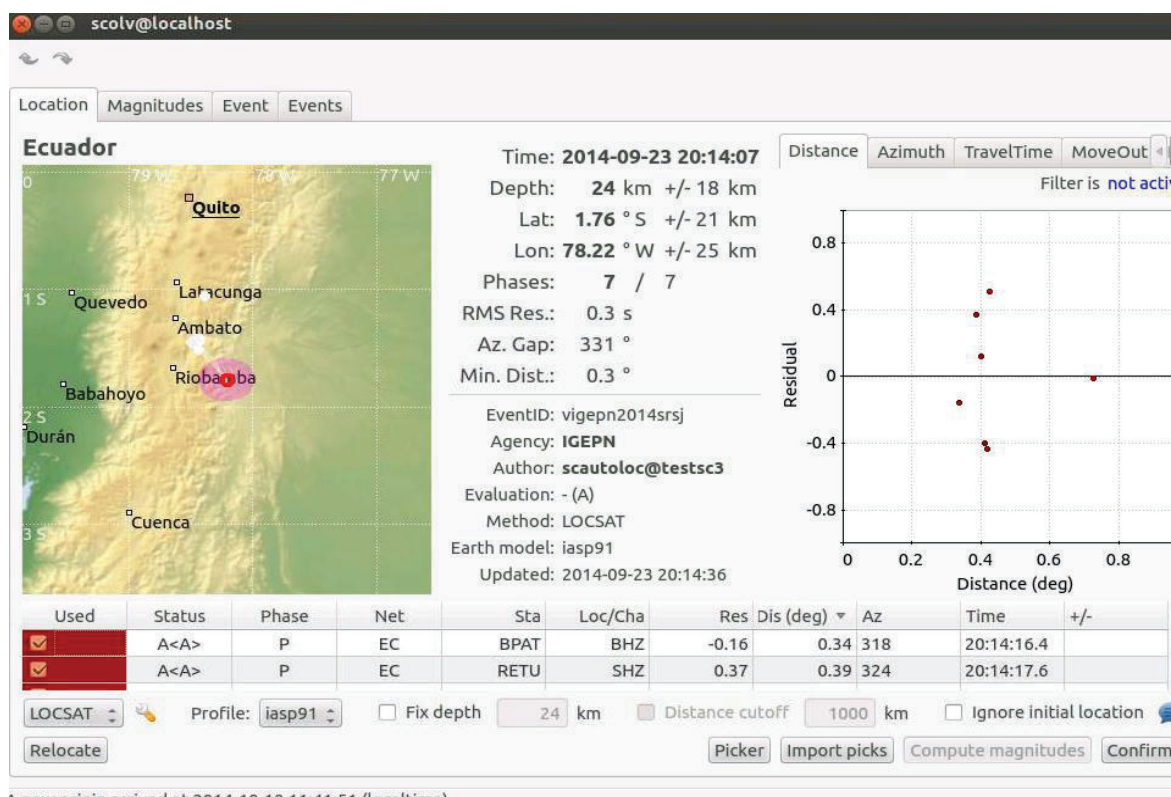 scolv@localhost
Location Magnitudes Event Events
Ecuador
0 79 W 78 W 77 W
Quito
1 S
Quevedo
Latacunga
Ambato
Riobamba
Babahoyo
2 S
Durán
Cuenca
3 S
Time: 2014-09-23 20:14:07
Depth: 24 km +/- 18 km
Lat: 1.76 ° S +/- 21 km
Lon: 78.22 ° W +/- 25 km
Phases: 7 / 7
RMS Res.: 0.3 s
Az. Gap: 331 °
Min. Dist.: 0.3 °
EventID: vigepn2014srsj
Agency: IGEPN
Author: scautoloc@testsc3
Evaluation: - (A)
Method: LOCSAT
Earth model: iasp91
Updated: 2014-09-23 20:14:36
Distance Azimuth TravelTime MoveOut
Filter is not acti
Residual
0.8
0.4
0
-0.4
-0.8
0 0.2 0.4 0.6 0.8
Distance (deg)
Used Status Phase Net Sta Loc/Cha Res Dis (deg) Az Time +/-
A<A> P EC BPAT BHZ -0.16 0.34 318 20:14:16.4
A<A> P EC RETU SHZ 0.37 0.39 324 20:14:17.6
LOCSAT Profile: iasp91 Fix depth 24 km Distance cutoff 1000 km Ignore initial location
Relocate Picker Import picks Compute magnitudes Confirm